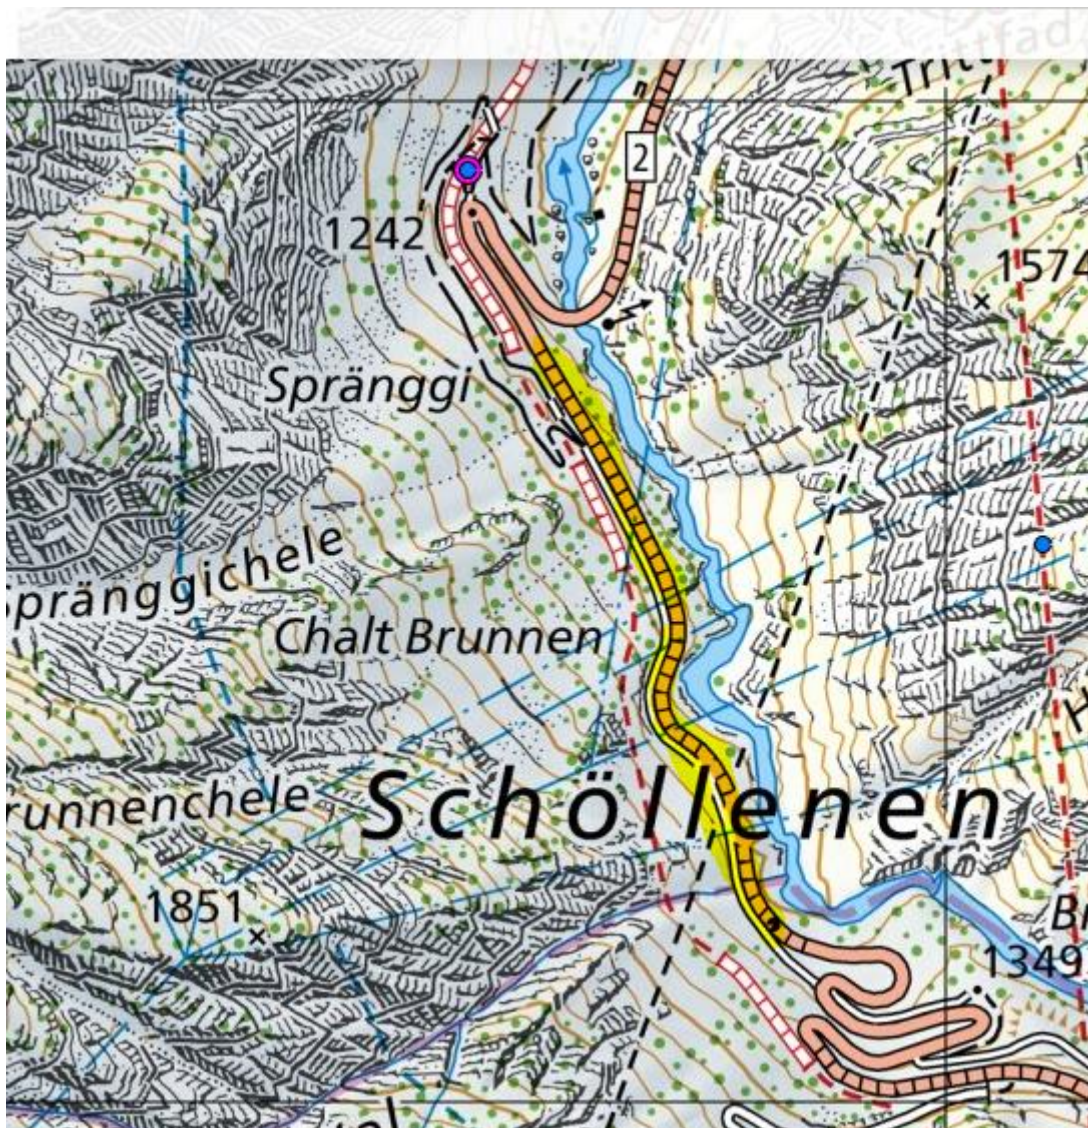 2
1242
1574
Spränggi
pränggichele
Chalt Brunnen
Schöllenen
runnenchele
1851
1349